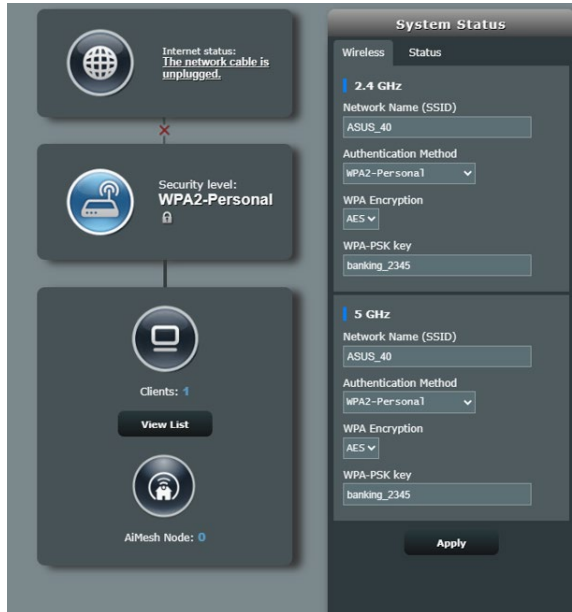 Internet status:
The network cable is
unplugged.
Security level:
WPA2-Personal
Clients: 1
View List
AiMesh Node: 0
System Status
Wireless Status
2.4 GHz
Network Name (SSID)
ASUS_40
Authentication Method
WPA2-Personal
WPA Encryption
AES
WPA-PSK key
banking_2345
5 GHz
Network Name (SSID)
ASUS_40
Authentication Method
WPA2-Personal
WPA Encryption
AES
WPA-PSK key
banking_2345
Apply